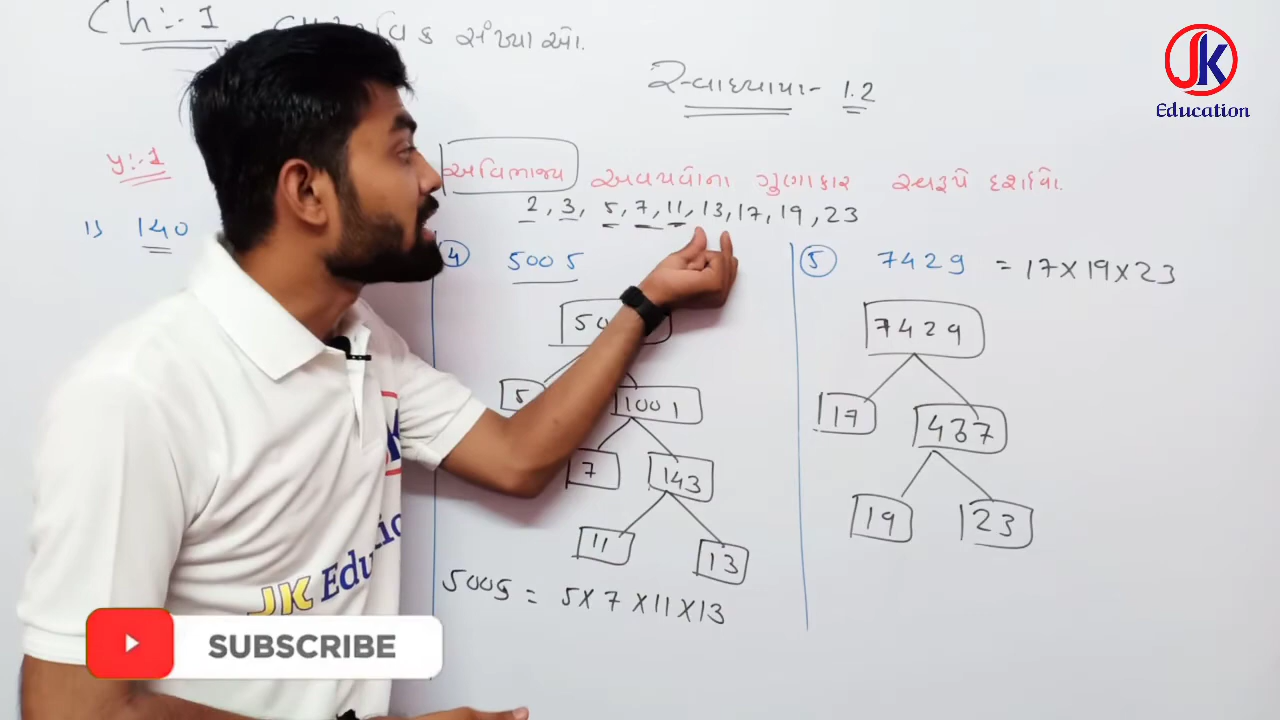 Ch:- 1 સંખ્યાઓ.
JK
Education
સ્વાધ્યાય:- 1.2
પ્ર:-1 અવિભાજ્ય અવયવોના ગુણાકાર સ્વરૂપે દર્શાવો.
2, 3, 5, 7, 11, 13, 17, 19, 23
1) 140
4 5005
5 7429 = 17×19×23
7429
5 1001
17 437
7 143
19 23
11 13
5005 = 5×7×11×13
JK
SUBSCRIBE